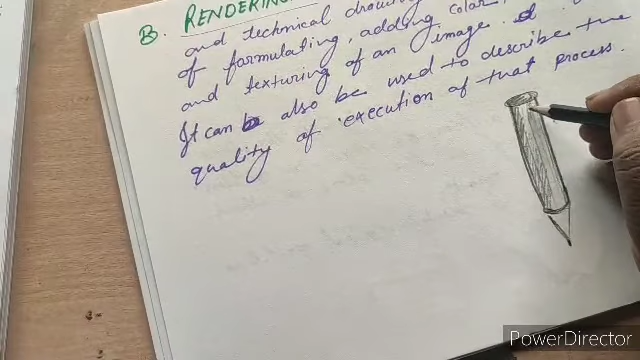 B. RENDERING
and technical drawing
of formulating, adding color,
and texturing of an image.
It can be also be used to describe the
quality of execution of that process.
PowerDirector